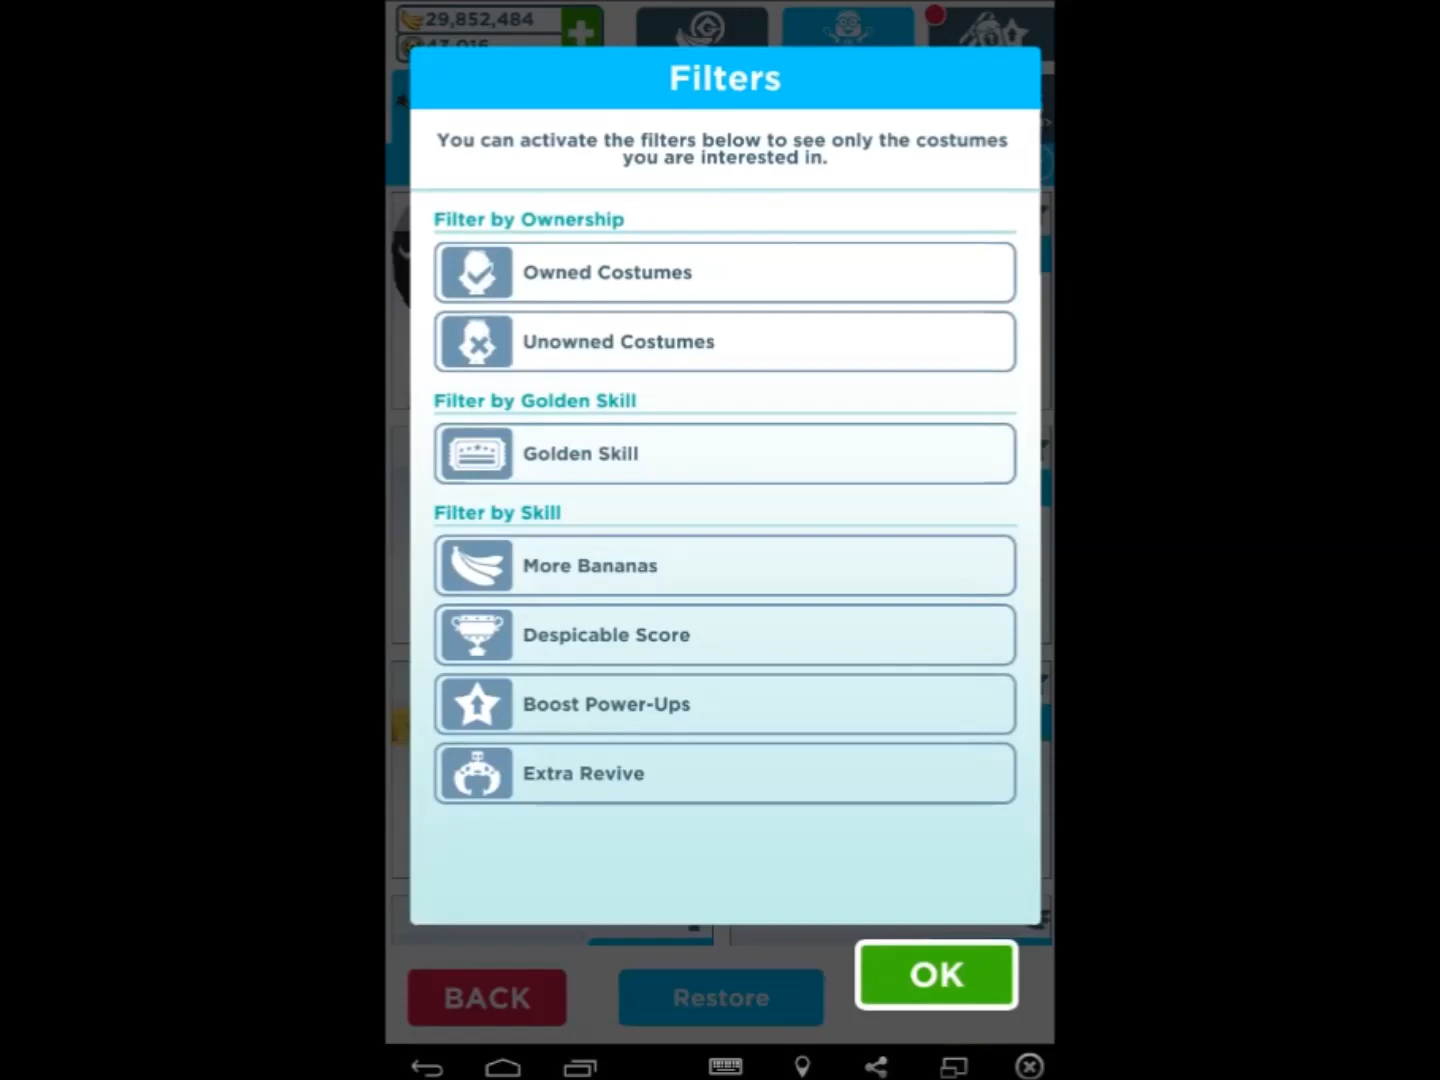 29,852,484
43,016
Filters
You can activate the filters below to see only the costumes
you are interested in.
Filter by Ownership
Owned Costumes
Unowned Costumes
Filter by Golden Skill
Golden Skill
Filter by Skill
More Bananas
Despicable Score
Boost Power-Ups
Extra Revive
OK
BACK
Restore